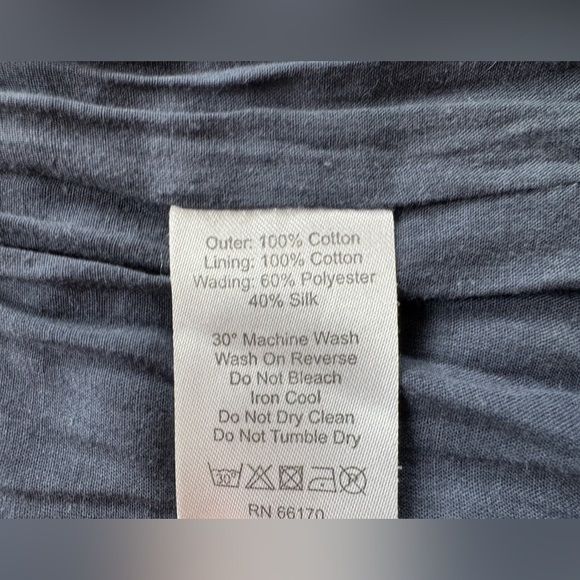 Outer: 100% Cotton
Lining: 100% Cotton
Wading: 60% Polyester
40% Silk
30° Machine Wash
Wash On Reverse
Do Not Bleach
Iron Cool
Do Not Dry Clean
Do Not Tumble Dry
30°
RN 66170